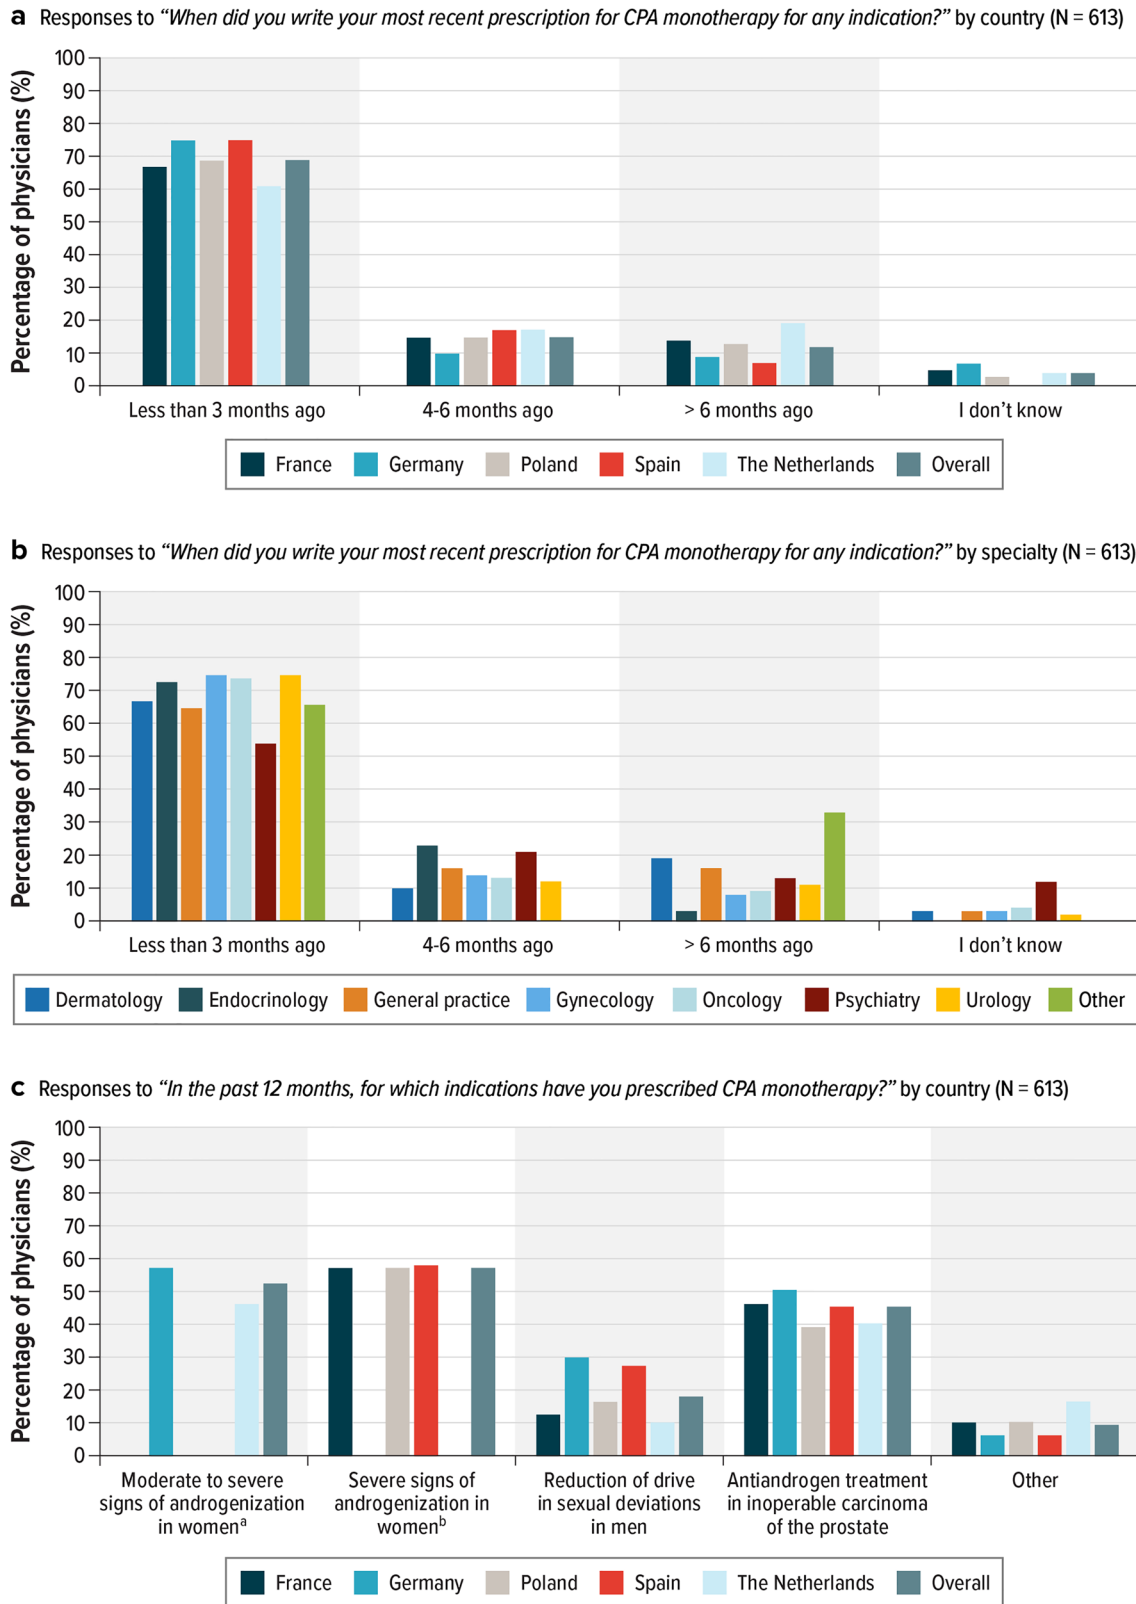 a Responses to “When did you write your most recent prescription for CPA monotherapy for any indication?” by country (N = 613)
Percentage of physicians (%)
100
90
80
70
60
50
40
30
20
10
0
Less than 3 months ago 4-6 months ago > 6 months ago I don’t know
France Germany Poland Spain The Netherlands Overall
b Responses to “When did you write your most recent prescription for CPA monotherapy for any indication?” by specialty (N = 613)
Percentage of physicians (%)
100
90
80
70
60
50
40
30
20
10
0
Less than 3 months ago 4-6 months ago > 6 months ago I don’t know
Dermatology Endocrinology General practice Gynecology Oncology Psychiatry Urology Other
c Responses to “In the past 12 months, for which indications have you prescribed CPA monotherapy?” by country (N = 613)
Percentage of physicians (%)
100
90
80
70
60
50
40
30
20
10
0
Moderate to severe
signs of androgenization
in womenᵃ
Severe signs of
androgenization in
womenᵇ
Reduction of drive
in sexual deviations
in men
Antiandrogen treatment
in inoperable carcinoma
of the prostate
Other
France Germany Poland Spain The Netherlands Overall